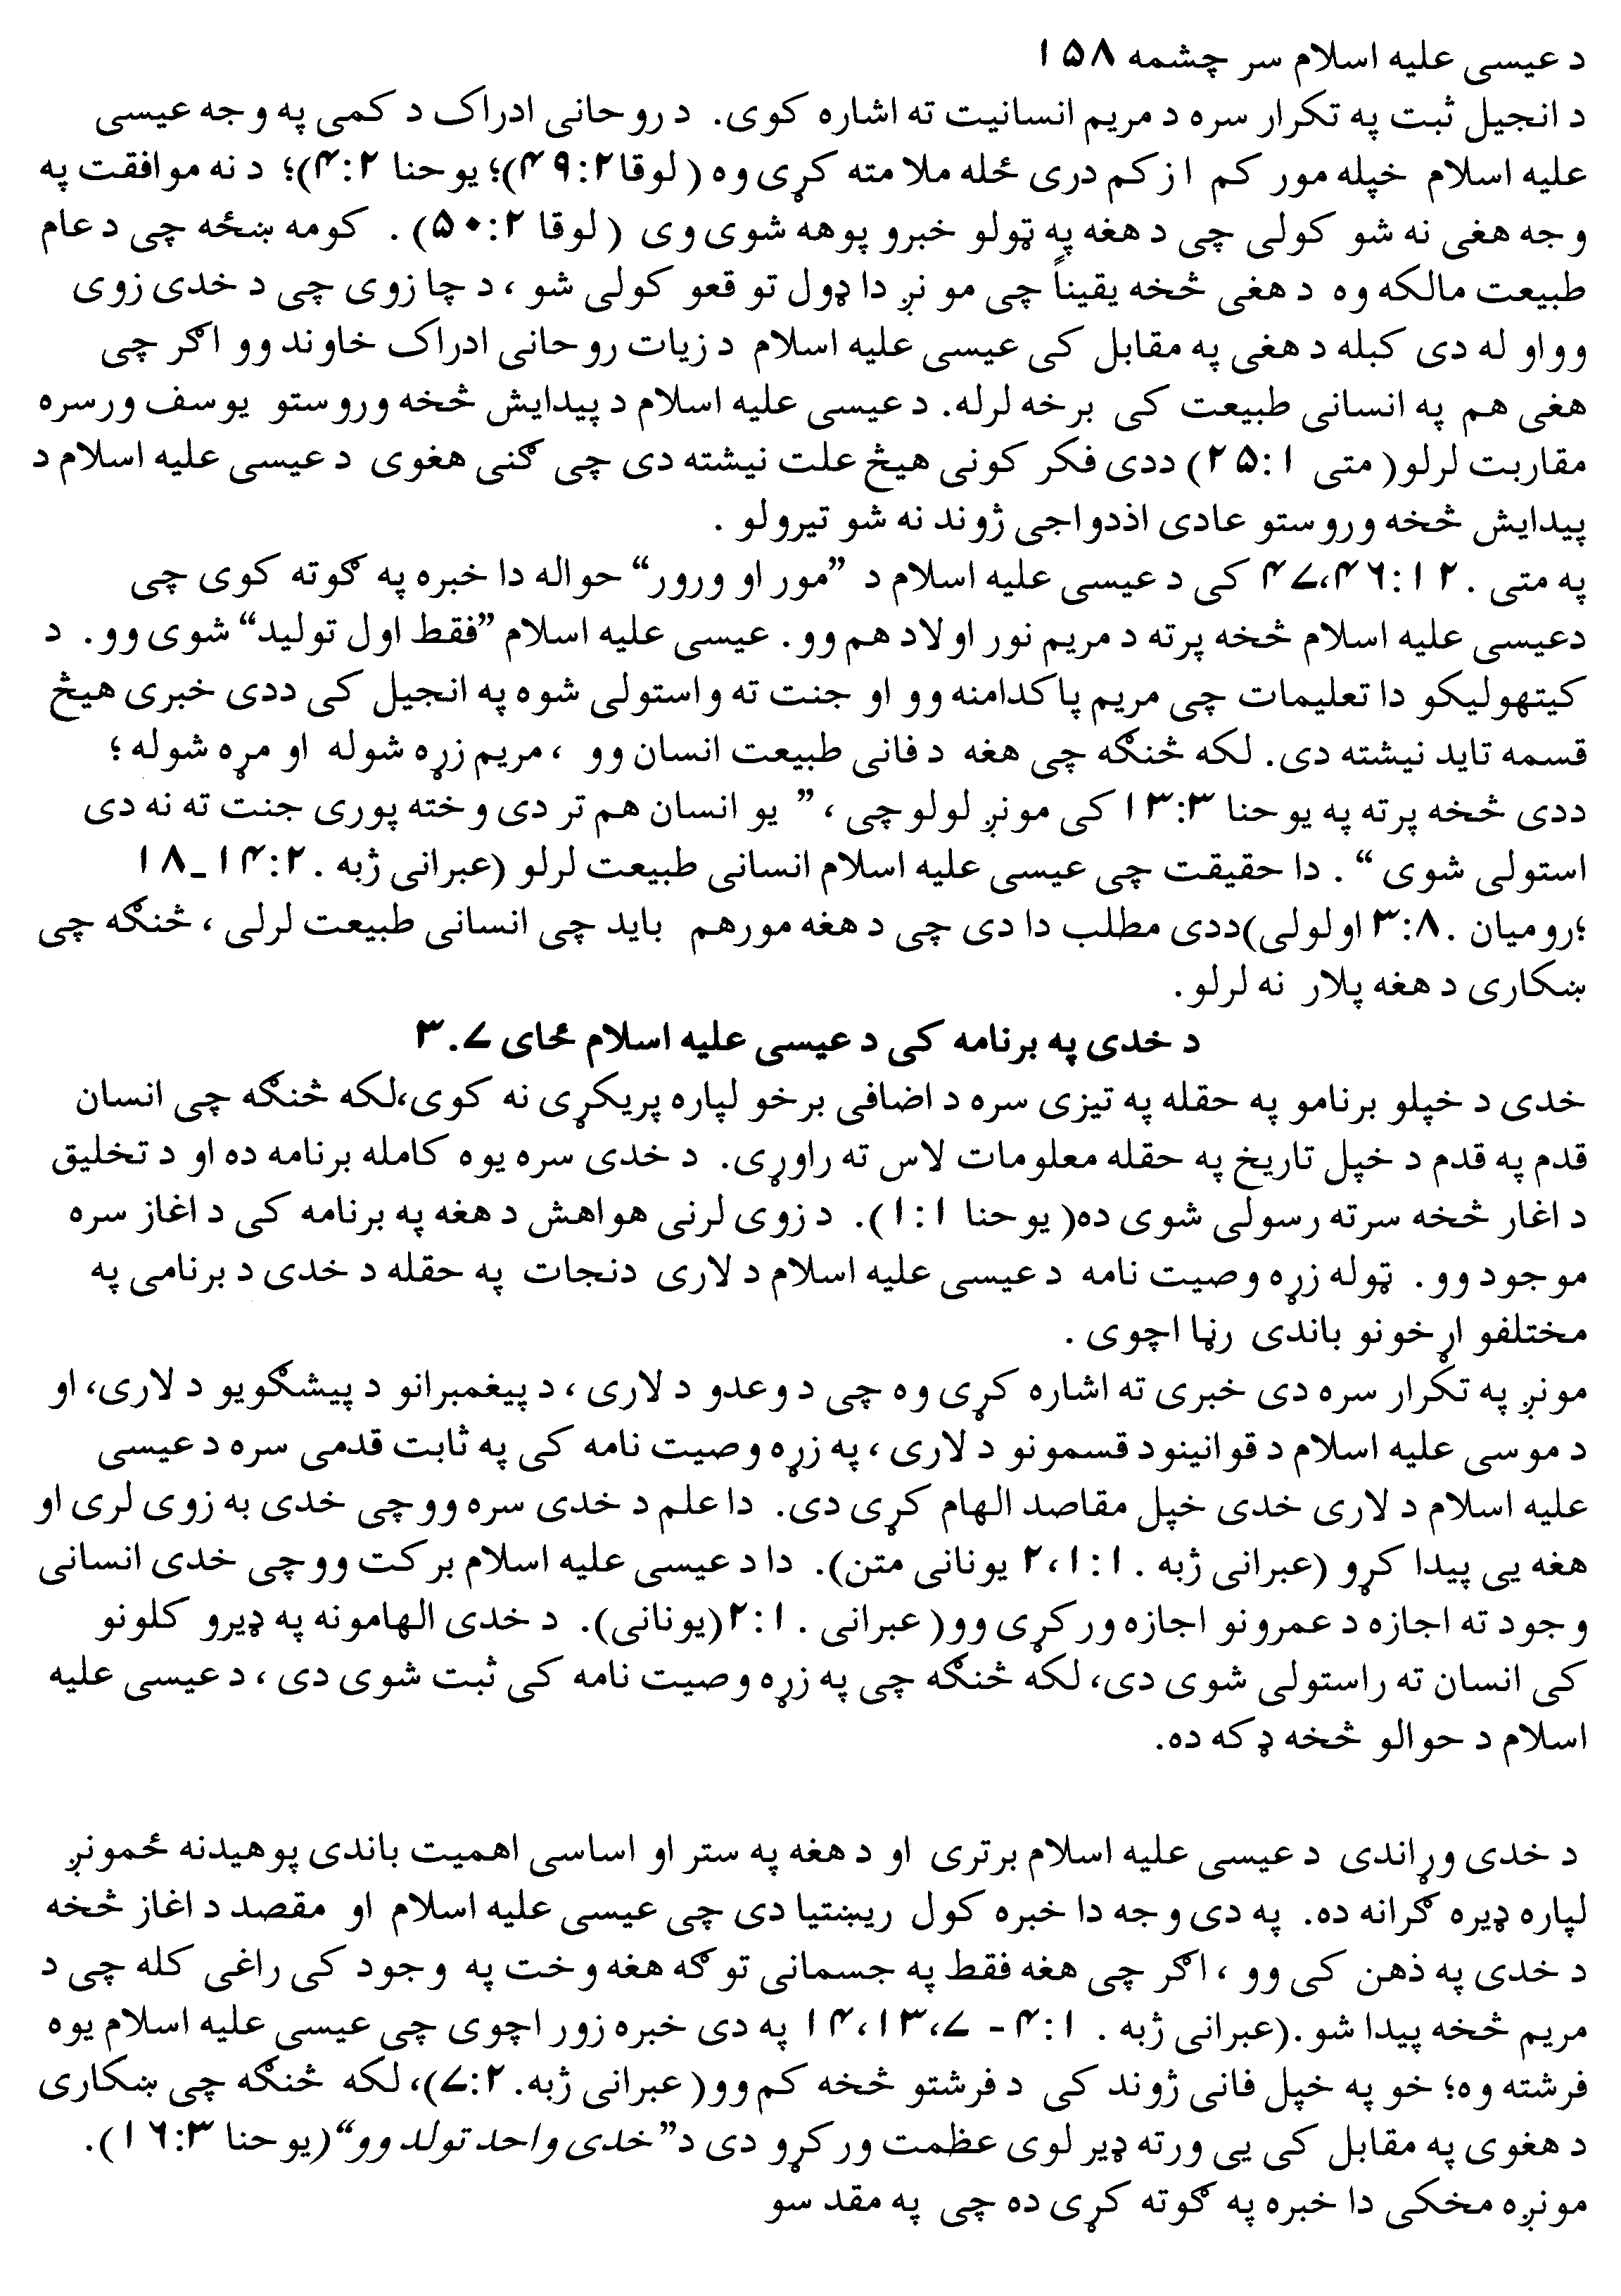 د عیسی علیه اسلام سر چشمه ۱۵۸
د انجیل ثبت په تکرار سره د مریم انسانیت ته اشاره کوی. د روحانی ادراک د کمی په وجه عیسی
علیه اسلام خپله مور کم ازکم دری ځله ملامته کړی وه (لوقا۴۹:۲)؛ یوحنا ۴:۲)؛ د نه موافقت په
وجه هغی نه شو کولی چی د هغه په ټولو خبرو پوهه شوی وی (لوقا ۵۰:۲). کومه ښځه چی د عام
طبیعت مالکه وه د هغی څخه یقیناً چی مونږ دا ډول توقعو کولی شو، د چا زوی چی د خدی زوی
وواو له دی کبله د هغی په مقابل کی عیسی علیه اسلام د زیات روحانی ادراک خاوند وو اګر چی
هغی هم په انسانی طبیعت کی برخه لرله. د عیسی علیه اسلام د پیدایش څخه وروستو یوسف ورسره
مقاربت لرلو( متی ۲۵:۱) ددی فکر کونی هیڅ علت نیشته دی چی ګنی هغوی د عیسی علیه اسلام د
پیدایش څخه وروستو عادی اذدواجی ژوند نه شو تیرولو .
په متی .۴۷،۴۶:۱۲ کی د عیسی علیه اسلام د ”مور او ورور“ حواله دا خبره په ګوته کوی چی
دعیسی علیه اسلام څخه پرته د مریم نور اولاد هم وو. عیسی علیه اسلام ”فقط اول تولید“ شوی وو. د
کیتهولیکو دا تعلیمات چی مریم پاکدامنه وو او جنت ته واستولی شوه په انجیل کی ددی خبری هیڅ
قسمه تاید نیشته دی. لکه څنګه چی هغه د فانی طبیعت انسان وو ، مریم زړه شوله او مړه شوله ؛
ددی څخه پرته په یوحنا ۱۳:۳ کی مونږ لولو چی ، ” یو انسان هم تر دی وخته پوری جنت ته نه دی
استولی شوی “ . دا حقیقت چی عیسی علیه اسلام انسانی طبیعت لرلو (عبرانی ژبه . ۱۴:۲_۱۸
؛رومیان .۳:۸ اولولی)ددی مطلب دا دی چی د هغه مورهم باید چی انسانی طبیعت لرلی ، څنګه چی
ښکاری د هغه پلار نه لرلو.
د خدی په برنامه کی د عیسی علیه اسلام ځای ۳.۷
خدی د خپلو برنامو په حقله په تیزی سره د اضافی برخو لپاره پریکړی نه کوی،لکه څنګه چی انسان
قدم په قدم د خپل تاریخ په حقله معلومات لاس ته راوړی. د خدی سره یوه کامله برنامه ده او د تخلیق
د اغار څخه سرته رسولی شوی ده( یوحنا ۱:۱). د زوی لرنی هواهش د هغه په برنامه کی د اغاز سره
موجود وو. ټوله زړه وصیت نامه د عیسی علیه اسلام د لاری دنجات په حقله د خدی د برنامی په
مختلفو اړخونو باندی رڼا اچوی .
مونږ په تکرار سره دی خبری ته اشاره کړی وه چی د وعدو د لاری ، د پیغمبرانو د پیشګویو د لاری، او
د موسی علیه اسلام د قوانینود قسمونو د لاری ، په زړه وصیت نامه کی په ثابت قدمی سره د عیسی
علیه اسلام د لاری خدی خپل مقاصد الهام کړی دی. دا علم د خدی سره ووچی خدی به زوی لری او
هغه یی پیدا کړو (عبرانی ژبه . ۲،۱:۱ یونانی متن). دا د عیسی علیه اسلام برکت ووچی خدی انسانی
وجود ته اجازه د عمرونو اجازه ورکړی وو( عبرانی . ۲:۱(یونانی). د خدی الهامونه په ډیرو کلونو
کی انسان ته راستولی شوی دی، لکه څنګه چی په زړه وصیت نامه کی ثبت شوی دی ، د عیسی علیه
اسلام د حوالو څخه ډکه ده.
د خدی وړاندی د عیسی علیه اسلام برتری او د هغه په ستر او اساسی اهمیت باندی پوهیدنه ځمونږ
لپاره ډیره ګرانه ده. په دی وجه دا خبره کول ریښتیا دی چی عیسی علیه اسلام او مقصد د اغاز څخه
د خدی په ذهن کی وو ، اګر چی هغه فقط په جسمانی توګه هغه وخت په وجود کی راغی کله چی د
مریم څخه پیدا شو.(عبرانی ژبه . ۴:۱ - ۱۴،۱۳،۷ په دی خبره زور اچوی چی عیسی علیه اسلام یوه
فرشته وه؛ خو په خپل فانی ژوند کی د فرشتو څخه کم وو( عبرانی ژبه. ۷:۲)، لکه څنګه چی ښکاری
د هغوی په مقابل کی یی ورته ډیر لوی عظمت ورکړو دی د”خدی واحد تولد وو“(یوحنا ۱۶:۳).
مونږه مخکی دا خبره په ګوته کړی ده چی په مقد سو